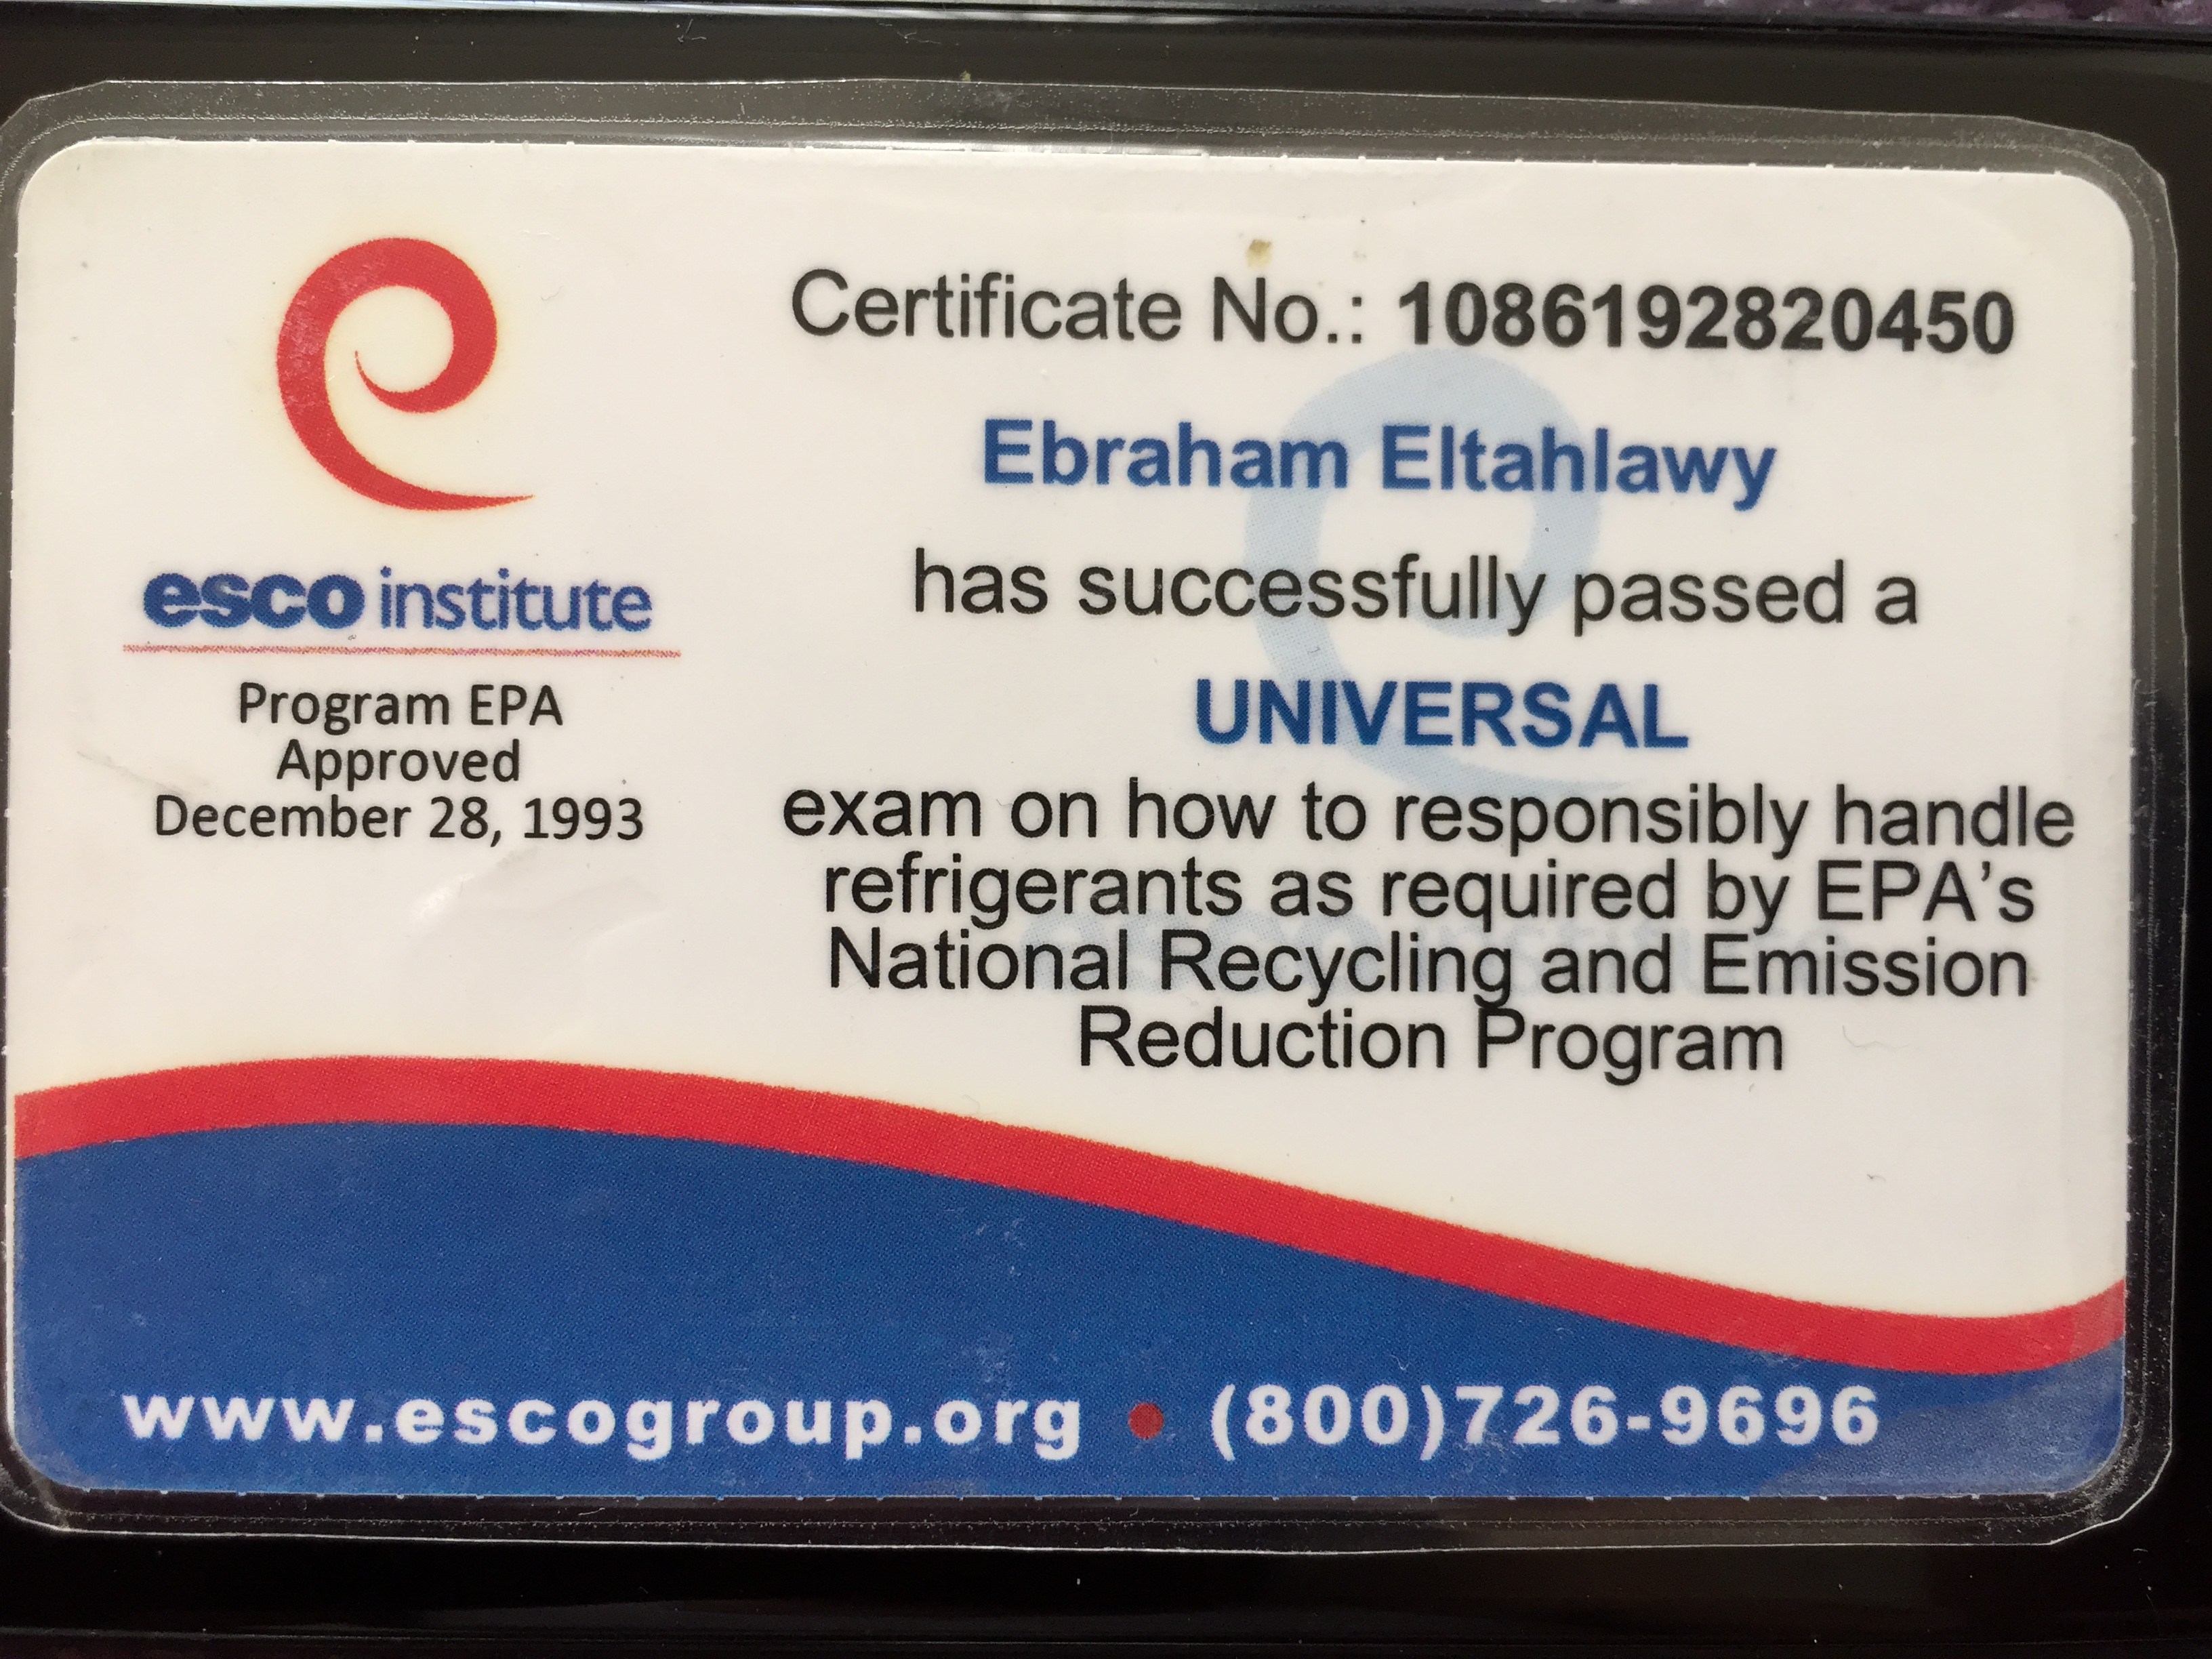 esco institute
Program EPA
Approved
December 28, 1993
Certificate No.: 1086192820450
Ebraham Eltahlawy
has successfully passed a
UNIVERSAL
exam on how to responsibly handle
refrigerants as required by EPA's
National Recycling and Emission
Reduction Program
www.escogroup.org • (800)726-9696